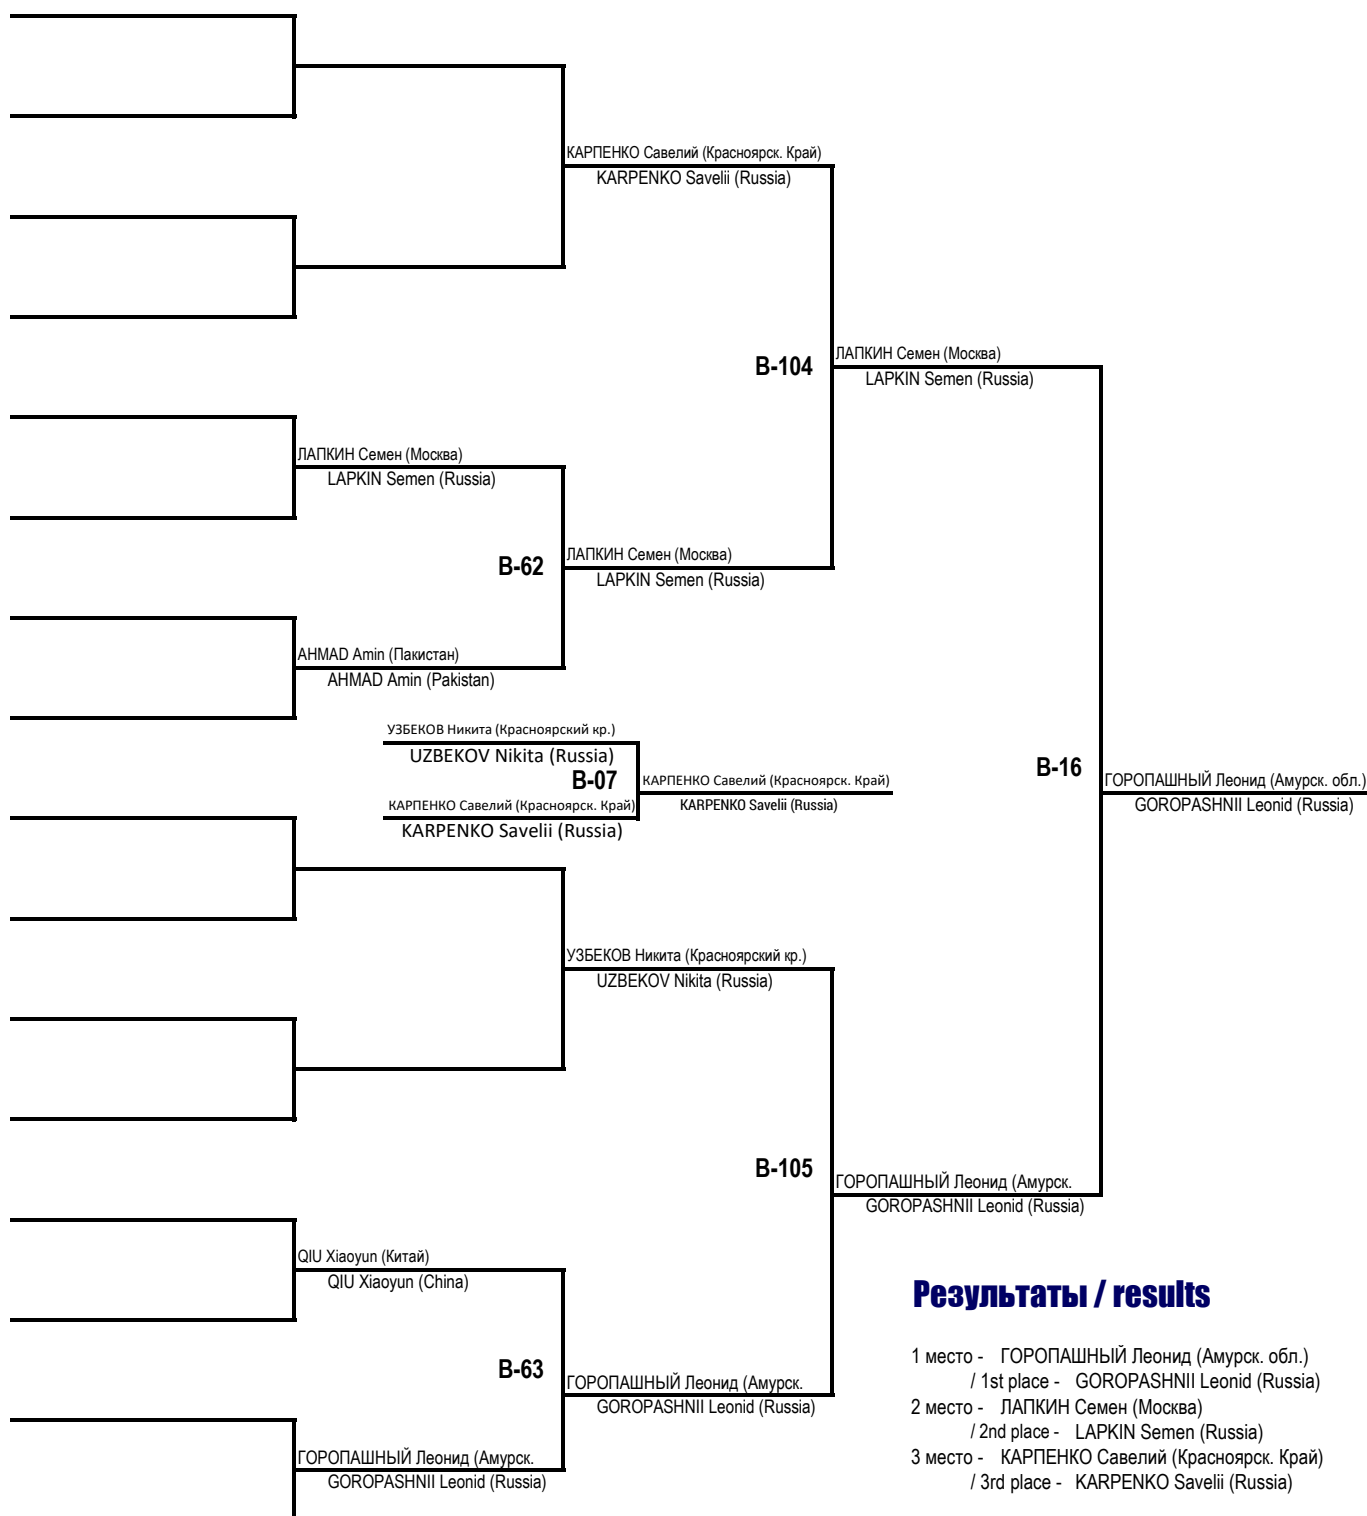 КАРПЕНКО Савелий (Красноярск. Край)
KARPENKO Savelii (Russia)
B-104
ЛАПКИН Семен (Москва)
LAPKIN Semen (Russia)
ЛАПКИН Семен (Москва)
LAPKIN Semen (Russia)
B-62
ЛАПКИН Семен (Москва)
LAPKIN Semen (Russia)
AHMAD Amin (Пакистан)
AHMAD Amin (Pakistan)
УЗБЕКОВ Никита (Красноярский кр.)
UZBEKOV Nikita (Russia)
B-07
КАРПЕНКО Савелий (Красноярск. Край)
KARPENKO Savelii (Russia)
КАРПЕНКО Савелий (Красноярск. Край)
KARPENKO Savelii (Russia)
B-16
ГОРОПАШНЫЙ Леонид (Амурск. обл.)
GOROPASHNII Leonid (Russia)
УЗБЕКОВ Никита (Красноярский кр.)
UZBEKOV Nikita (Russia)
B-105
ГОРОПАШНЫЙ Леонид (Амурск.
GOROPASHNII Leonid (Russia)
QIU Xiaoyun (Китай)
QIU Xiaoyun (China)
B-63
ГОРОПАШНЫЙ Леонид (Амурск.
GOROPASHNII Leonid (Russia)
ГОРОПАШНЫЙ Леонид (Амурск.
GOROPASHNII Leonid (Russia)
Результаты / results
1 место - ГОРОПАШНЫЙ Леонид (Амурск. обл.)
/ 1st place - GOROPASHNII Leonid (Russia)
2 место - ЛАПКИН Семен (Москва)
/ 2nd place - LAPKIN Semen (Russia)
3 место - КАРПЕНКО Савелий (Красноярск. Край)
/ 3rd place - KARPENKO Savelii (Russia)